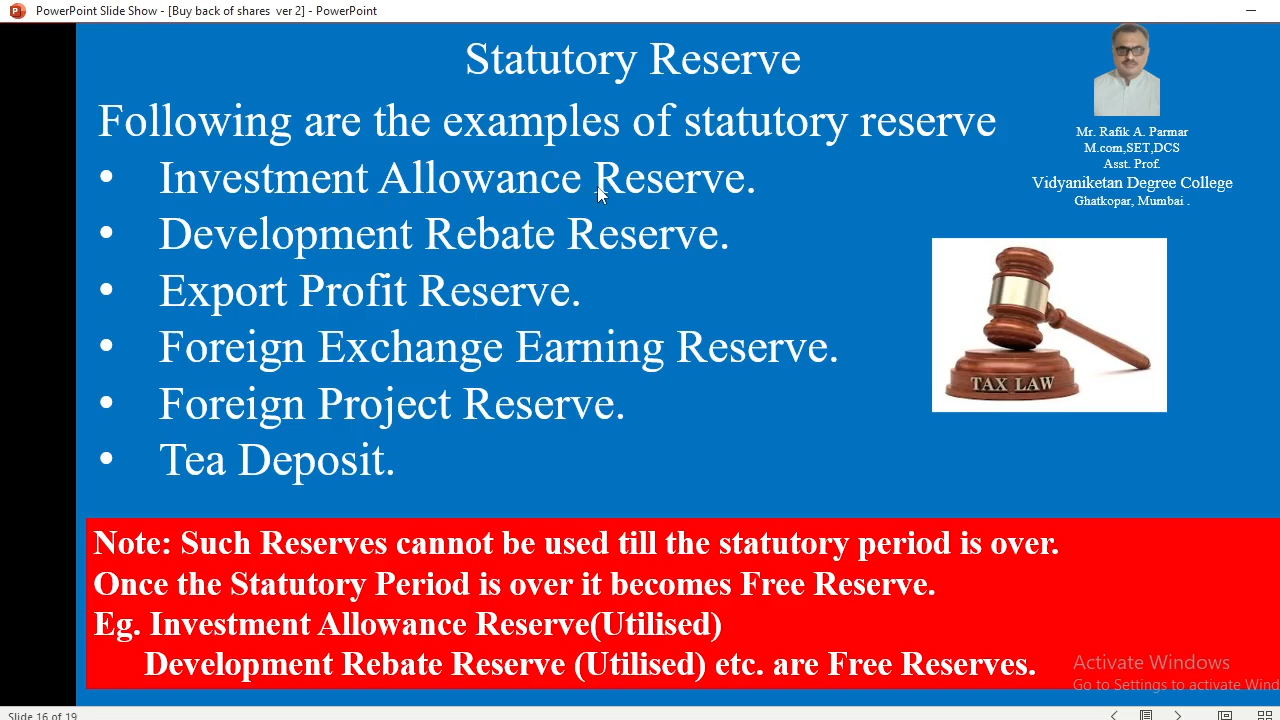 PowerPoint Slide Show - [Buy back of shares ver 2] - PowerPoint
Statutory Reserve
Following are the examples of statutory reserve
• Investment Allowance Reserve.
• Development Rebate Reserve.
• Export Profit Reserve.
• Foreign Exchange Earning Reserve.
• Foreign Project Reserve.
• Tea Deposit.
Mr. Rafik A. Parmar
M.com,SET,DCS
Asst. Prof.
Vidyaniketan Degree College
Ghatkopar, Mumbai .
TAX LAW
Note: Such Reserves cannot be used till the statutory period is over.
Once the Statutory Period is over it becomes Free Reserve.
Eg. Investment Allowance Reserve(Utilised)
Development Rebate Reserve (Utilised) etc. are Free Reserves.
Activate Windows
Go to Settings to activate Wind
Slide 16 of 19